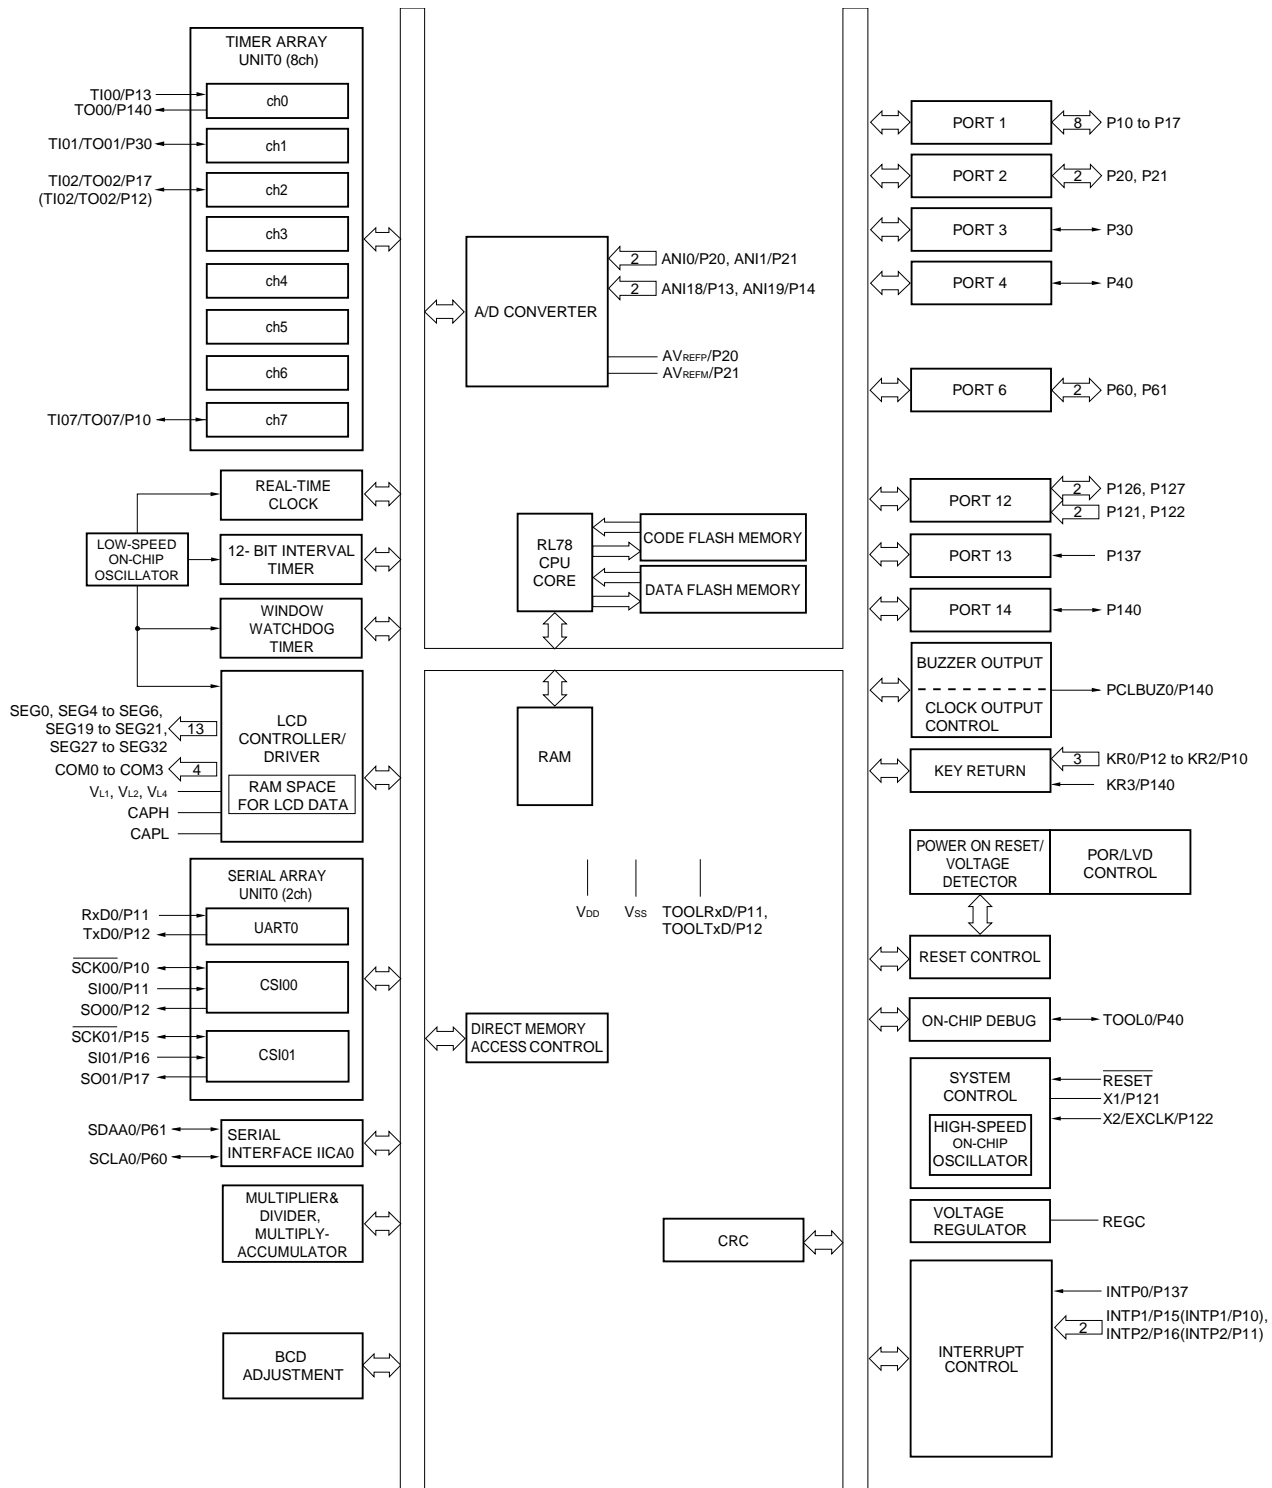 TIMER ARRAY
UNIT0 (8ch)
TI00/P13
TO00/P140
ch0
TI01/TO01/P30
ch1
TI02/TO02/P17
(TI02/TO02/P12)
ch2
ch3
ch4
ch5
ch6
TI07/TO07/P10
ch7
REAL-TIME
CLOCK
LOW-SPEED
ON-CHIP
OSCILLATOR
12- BIT INTERVAL
TIMER
WINDOW
WATCHDOG
TIMER
SEG0, SEG4 to SEG6,
SEG19 to SEG21,
SEG27 to SEG32
13
COM0 to COM3
4
VL1, VL2, VL4
CAPH
CAPL
LCD
CONTROLLER/
DRIVER
RAM SPACE
FOR LCD DATA
SERIAL ARRAY
UNIT0 (2ch)
RxD0/P11
TxD0/P12
UART0
SCK00/P10
SI00/P11
SO00/P12
CSI00
SCK01/P15
SI01/P16
SO01/P17
CSI01
SDAA0/P61
SCLA0/P60
SERIAL
INTERFACE IICA0
MULTIPLIER&
DIVIDER,
MULTIPLY-
ACCUMULATOR
BCD
ADJUSTMENT
A/D CONVERTER
2
ANI0/P20, ANI1/P21
2
ANI18/P13, ANI19/P14
AVREFP/P20
AVREFM/P21
RL78
CPU
CORE
CODE FLASH MEMORY
DATA FLASH MEMORY
RAM
VDD
VSS
TOOLRxD/P11,
TOOLTxD/P12
DIRECT MEMORY
ACCESS CONTROL
CRC
PORT 1
8
P10 to P17
PORT 2
2
P20, P21
PORT 3
P30
PORT 4
P40
PORT 6
2
P60, P61
PORT 12
2
P126, P127
2
P121, P122
PORT 13
P137
PORT 14
P140
BUZZER OUTPUT
CLOCK OUTPUT
CONTROL
PCLBUZ0/P140
KEY RETURN
3
KR0/P12 to KR2/P10
KR3/P140
POWER ON RESET/
VOLTAGE
DETECTOR
POR/LVD
CONTROL
RESET CONTROL
ON-CHIP DEBUG
TOOL0/P40
SYSTEM
CONTROL
HIGH-SPEED
ON-CHIP
OSCILLATOR
RESET
X1/P121
X2/EXCLK/P122
VOLTAGE
REGULATOR
REGC
INTERRUPT
CONTROL
INTP0/P137
2
INTP1/P15(INTP1/P10),
INTP2/P16(INTP2/P11)